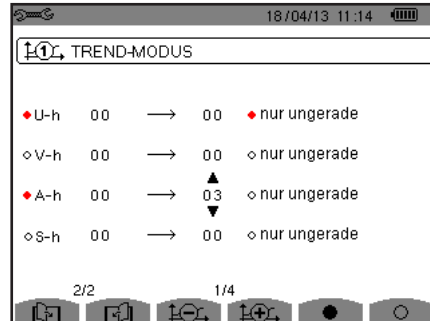 18/04/13 11:14
1 TREND-MODUS
U-h 00 → 00 nur ungerade
V-h 00 → 00 nur ungerade
A-h 00 → 03 nur ungerade
S-h 00 → 00 nur ungerade
2/2 1/4